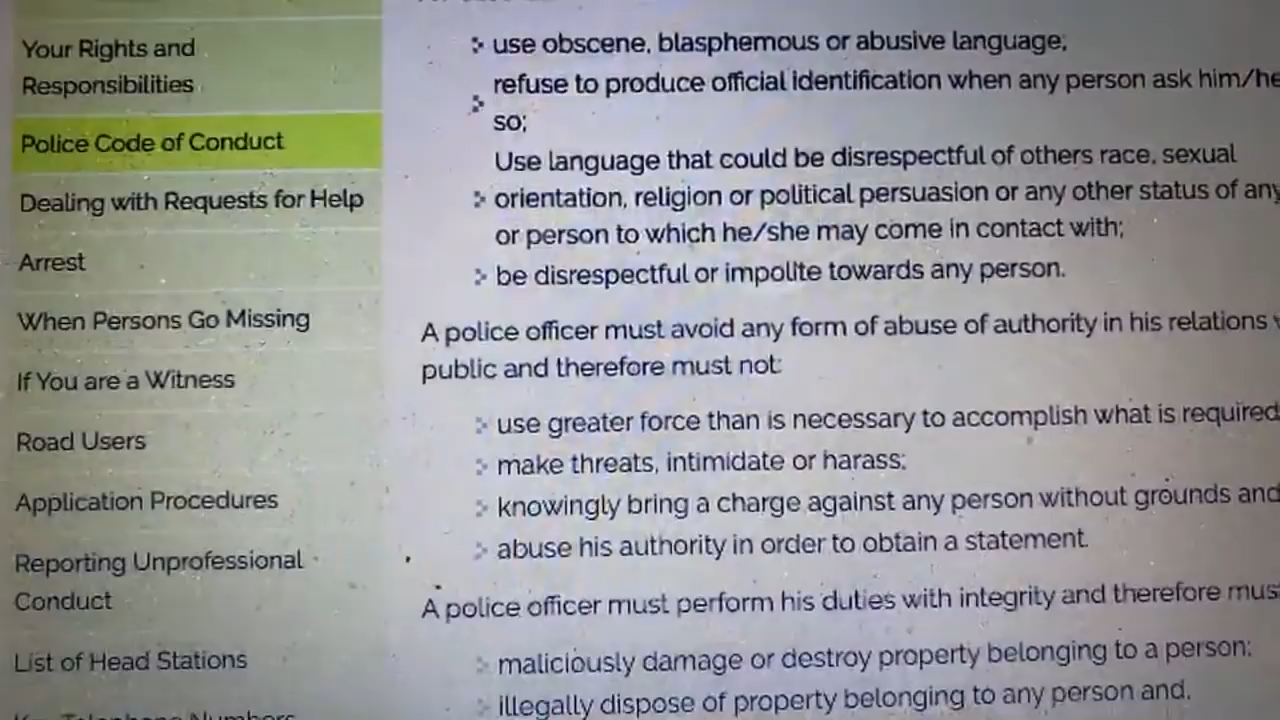 Your Rights and
Responsibilities
Police Code of Conduct
Dealing with Requests for Help
Arrest
When Persons Go Missing
If You are a Witness
Road Users
Application Procedures
Reporting Unprofessional
Conduct
List of Head Stations
Telephone Numbers
use obscene, blasphemous or abusive language;
refuse to produce official identification when any person ask him/he
so;
Use language that could be disrespectful of others race, sexual
orientation, religion or political persuasion or any other status of any
or person to which he/she may come in contact with;
be disrespectful or impolite towards any person.
A police officer must avoid any form of abuse of authority in his relations
public and therefore must not:
use greater force than is necessary to accomplish what is required
make threats, intimidate or harass;
knowingly bring a charge against any person without grounds and
abuse his authority in order to obtain a statement.
A police officer must perform his duties with integrity and therefore mus
maliciously damage or destroy property belonging to a person;
illegally dispose of property belonging to any person and,